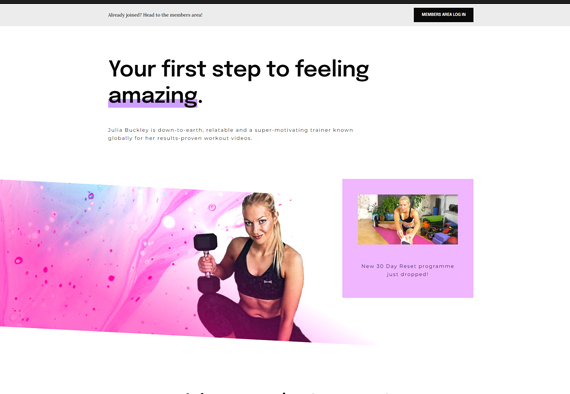 Already joined? Head to the members area!
MEMBERS AREA LOG IN
Your first step to feeling
amazing.
Julia Buckley is down-to-earth, relatable and a super-motivating trainer known
globally for her results-proven workout videos.
New 30 Day Reset programme
just dropped!